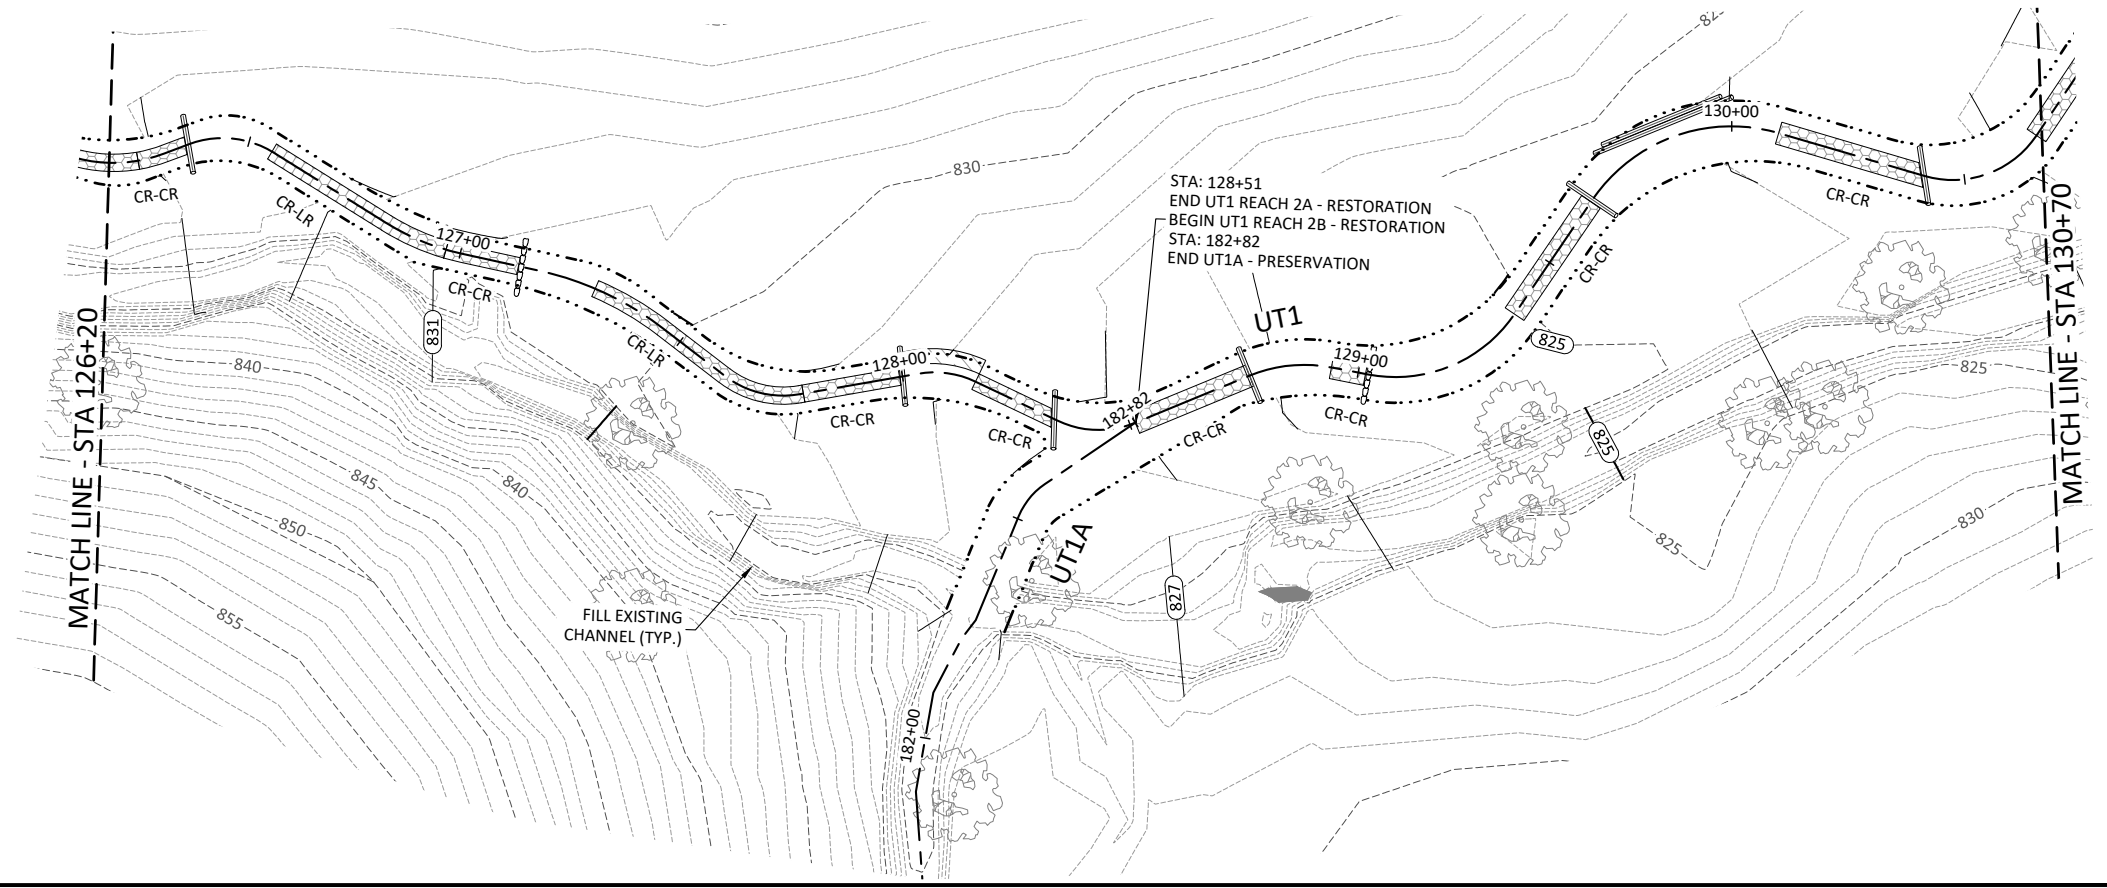 82
130+00
830
STA: 128+51
END UT1 REACH 2A - RESTORATION
BEGIN UT1 REACH 2B - RESTORATION
STA: 182+82
END UT1A - PRESERVATION
CR-CR
CR-LR
127+00
CR-CR
CR-CR
CR-CR
831
UT1
825
128+00
129+00
CR-LR
840
182+82
CR-CR
CR-CR
CR-CR
CR-CR
825
825
845
840
850
825
830
UT1A
827
855
FILL EXISTING
CHANNEL (TYP.)
182+00
MATCH LINE - STA 126+20
MATCH LINE - STA 130+70